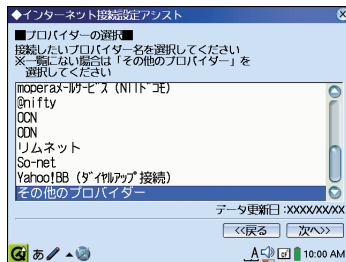 ◆インターネット接続設定アシスト
■プロバイダーの選択■
接続したいプロバイダー名を選択してください
※一覧にない場合は「その他のプロバイダー」を
選択してください
moperaメールサービス (NTTドコモ)
@nifty
OCN
ODN
リムネット
So-net
Yahoo!BB (ダイヤルアップ接続)
その他のプロバイダー
データ更新日:XXXX/XX/XX
<<戻る 次へ>>
あ A 10:00 AM